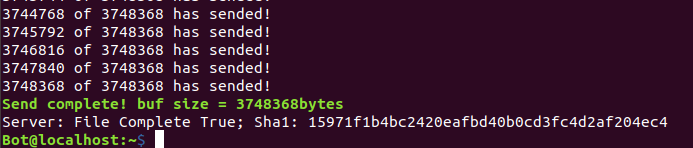 3744768 of 3748368 has sended!
3745792 of 3748368 has sended!
3746816 of 3748368 has sended!
3747840 of 3748368 has sended!
3748368 of 3748368 has sended!
Send complete! buf size = 3748368bytes
Server: File Complete True; Sha1: 15971f1b4bc2420eafbd40b0cd3fc4d2af204ec4
Bot@localhost:~$